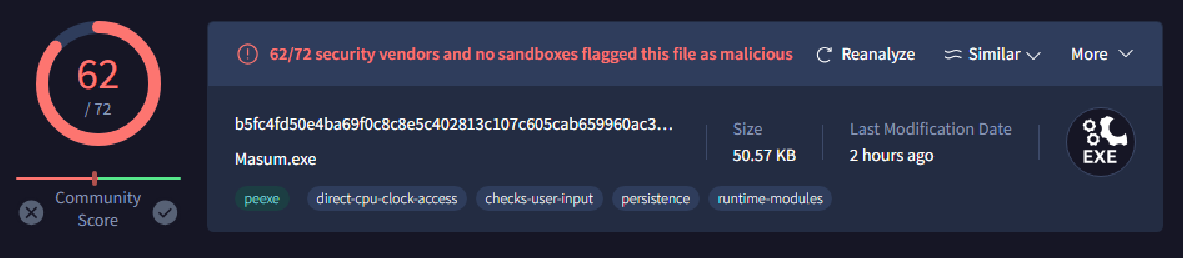 62
/ 72
Community
Score
62/72 security vendors and no sandboxes flagged this file as malicious
Reanalyze
Similar
More
b5fc4fd50e4ba69f0c8c8e5c402813c107c605cab659960ac3...
Masum.exe
Size
50.57 KB
Last Modification Date
2 hours ago
EXE
peexe
direct-cpu-clock-access
checks-user-input
persistence
runtime-modules